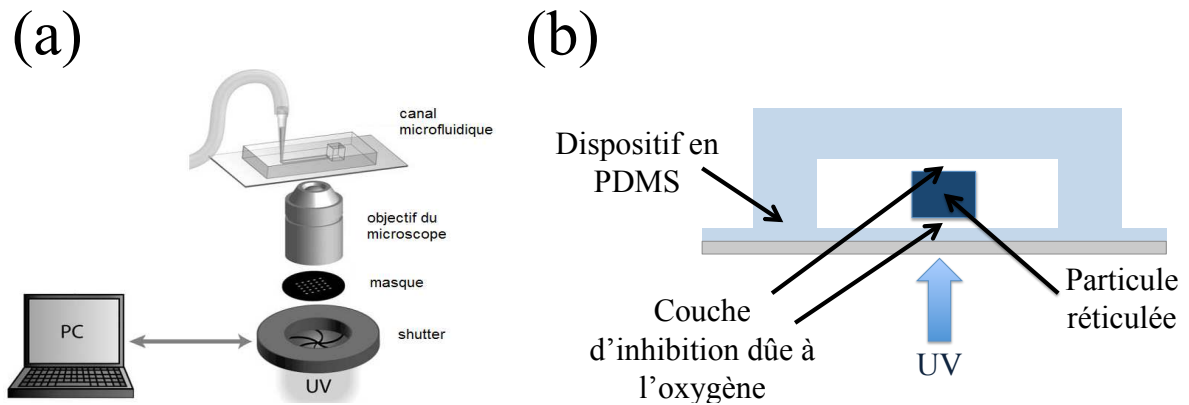 (a)
canal
microfluidique
objectif du
microscope
masque
shutter
PC
UV
(b)
Dispositif en
PDMS
Couche
d’inhibition dûe à
l’oxygène
UV
Particule
réticulée